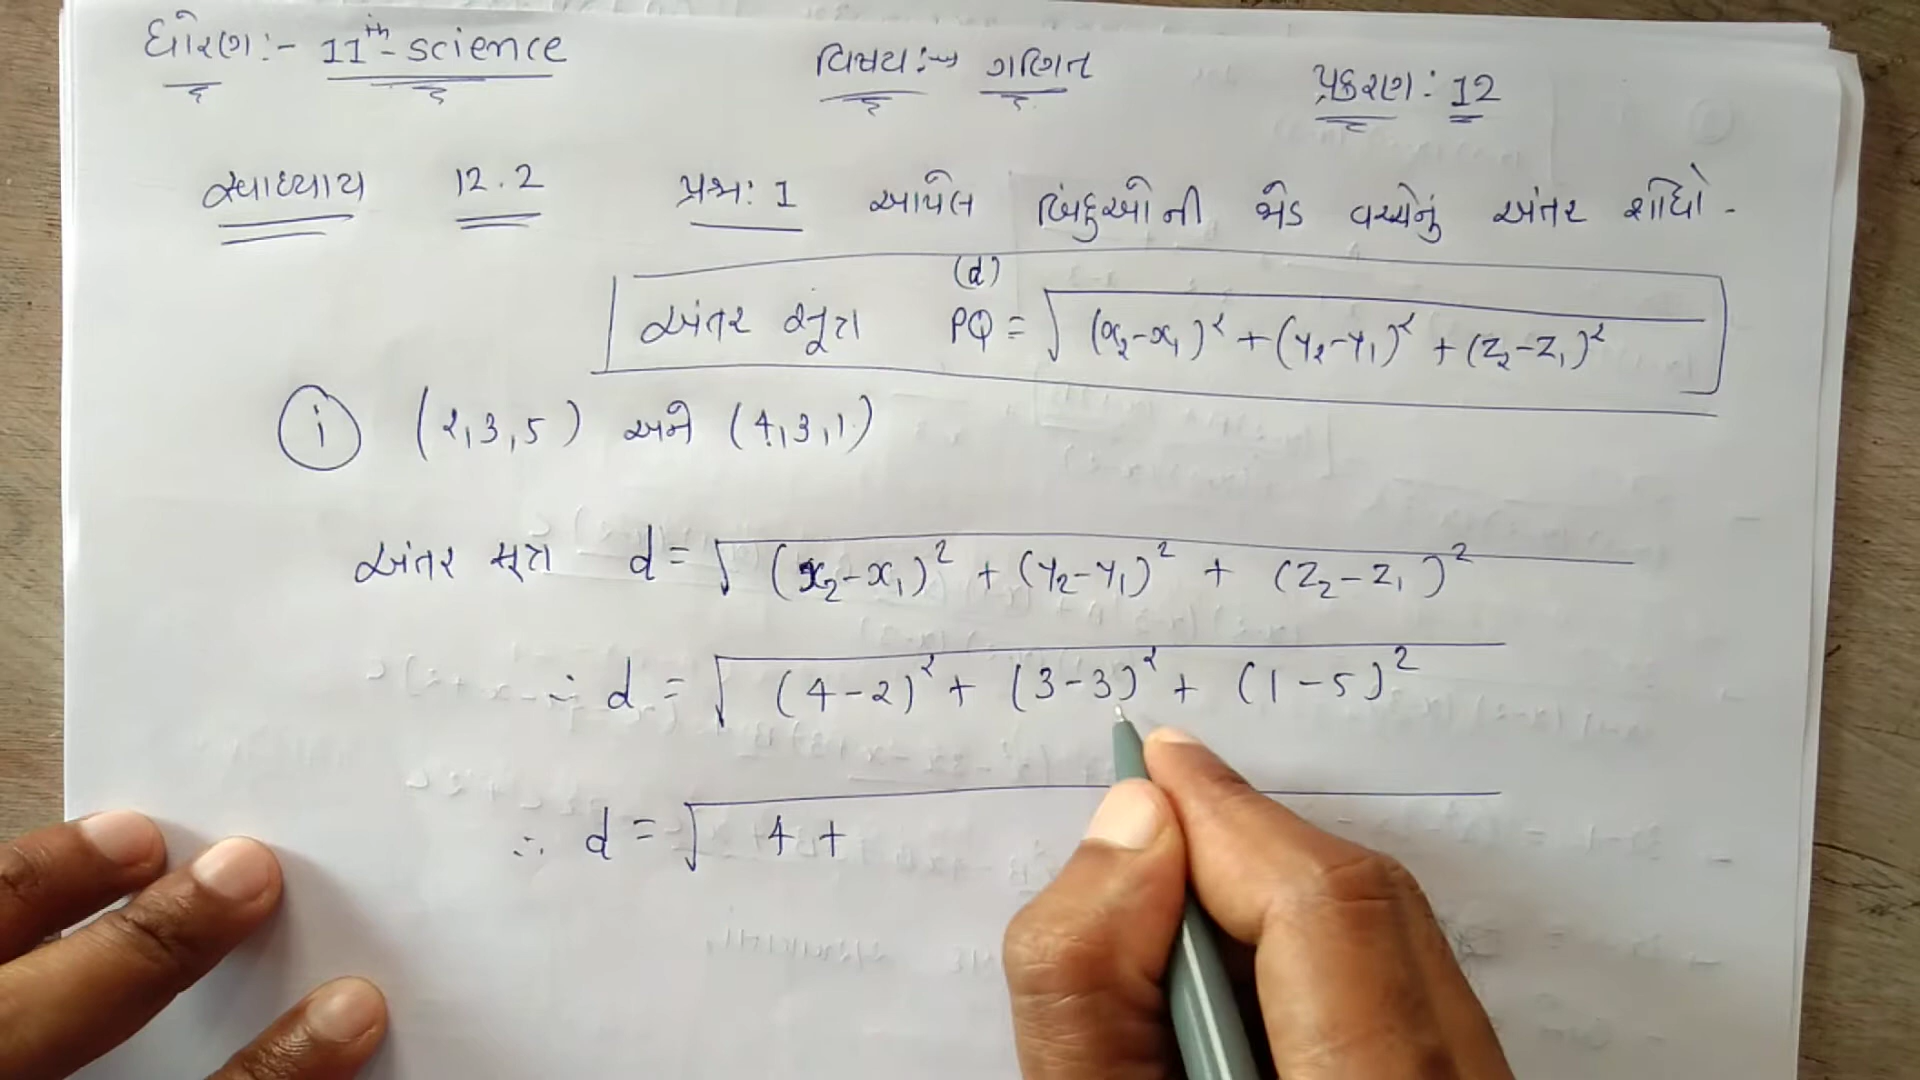 ધોરણ :- 11th - science વિષય :→ ગણિત પ્રકરણ : 12
સ્વાધ્યાય 12.2 પ્રશ્ન : 1 આપેલ બિંદુઓની જોડ વચ્ચેનું અંતર શોધો -
(d)
અંતર સૂત્ર PQ = √(x₂-x₁)² + (y₂-y₁)² + (z₂-z₁)²
(i) (2,3,5) અને (4,3,1)
અંતર સૂત્ર d = √(x₂-x₁)² + (y₂-y₁)² + (z₂-z₁)²
∴ d = √(4-2)² + (3-3)² + (1-5)²
∴ d = √4 +